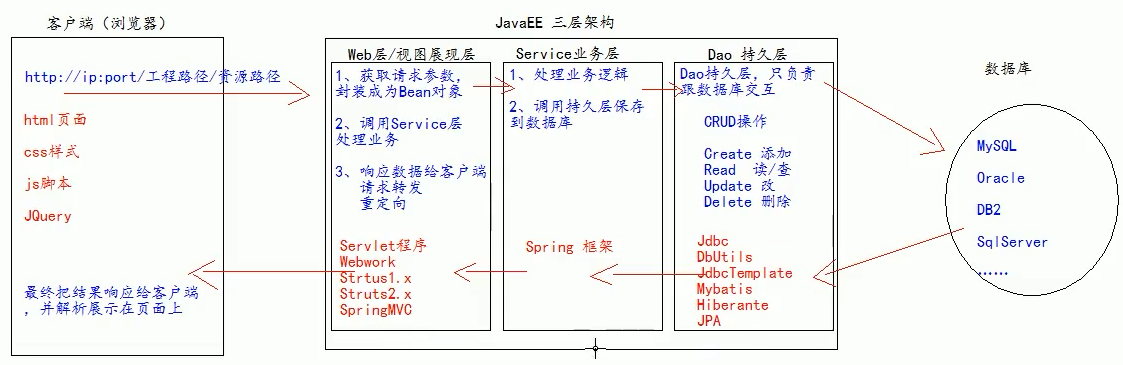 客户端（浏览器）
http://ip:port/工程路径/资源路径
html页面
css样式
js脚本
JQuery
最终把结果响应给客户端
，并解析展示在页面上
JavaEE 三层架构
Web层/视图展现层
1、获取请求参数，
封装成为Bean对象
2、调用Service层
处理业务
3、响应数据给客户端
请求转发
重定向
Servlet程序
Webwork
Strtus1.x
Struts2.x
SpringMVC
Service业务层
1、处理业务逻辑
2、调用持久层保存
到数据库
Spring 框架
Dao 持久层
Dao持久层，只负责
跟数据库交互
CRUD操作
Create 添加
Read 读/查
Update 改
Delete 删除
Jdbc
DbUtils
JdbcTemplate
Mybatis
Hiberante
JPA
数据库
MySQL
Oracle
DB2
SqlServer
......